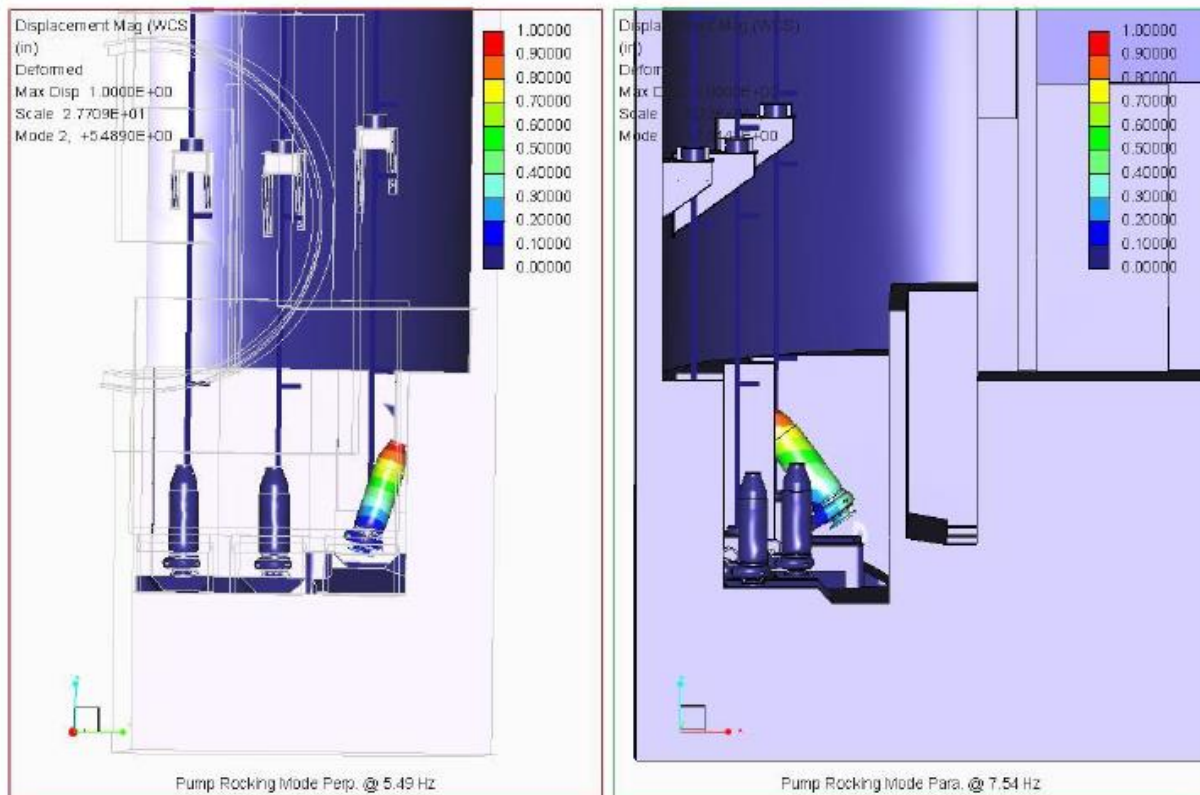 Displacement Mag (WCS
(in)
Deformed
Max Disp 1.0000E+00
Scale 2.7709E+01
Mode 2, +5.4890E+00
1.00000
0.90000
0.80000
0.70000
0.60000
0.50000
0.40000
0.30000
0.20000
0.10000
0.00000
Pump Rocking Mode Perp. @ 5.49 Hz
Displacement Mag (WCS)
(in)
Deformed
Max
Scale
Mode
1.00000
0.90000
0.80000
0.70000
0.60000
0.50000
0.40000
0.30000
0.20000
0.10000
0.00000
Pump Rocking Mode Para. @ 7.54 Hz